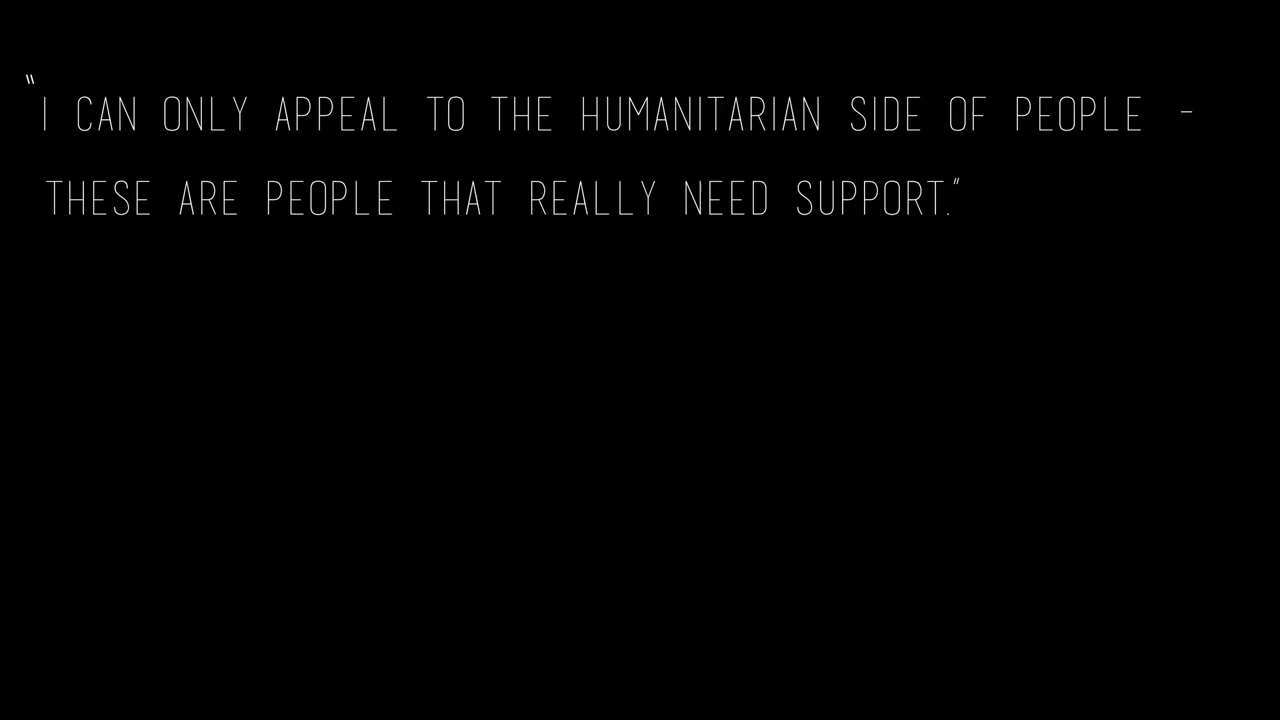 “I CAN ONLY APPEAL TO THE HUMANITARIAN SIDE OF PEOPLE -
THESE ARE PEOPLE THAT REALLY NEED SUPPORT.”